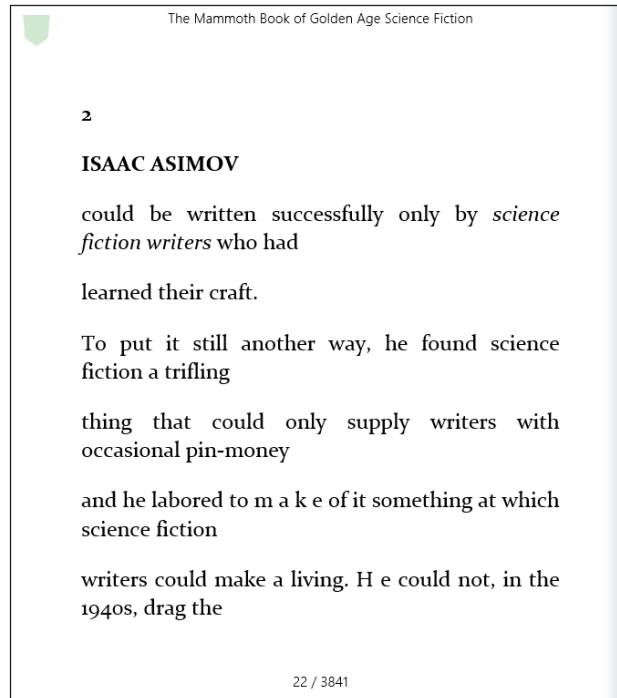 The Mammoth Book of Golden Age Science Fiction
2
ISAAC ASIMOV
could be written successfully only by science
fiction writers who had
learned their craft.
To put it still another way, he found science
fiction a trifling
thing that could only supply writers with
occasional pin-money
and he labored to m a k e of it something at which
science fiction
writers could make a living. H e could not, in the
1940s, drag the
22 / 3841